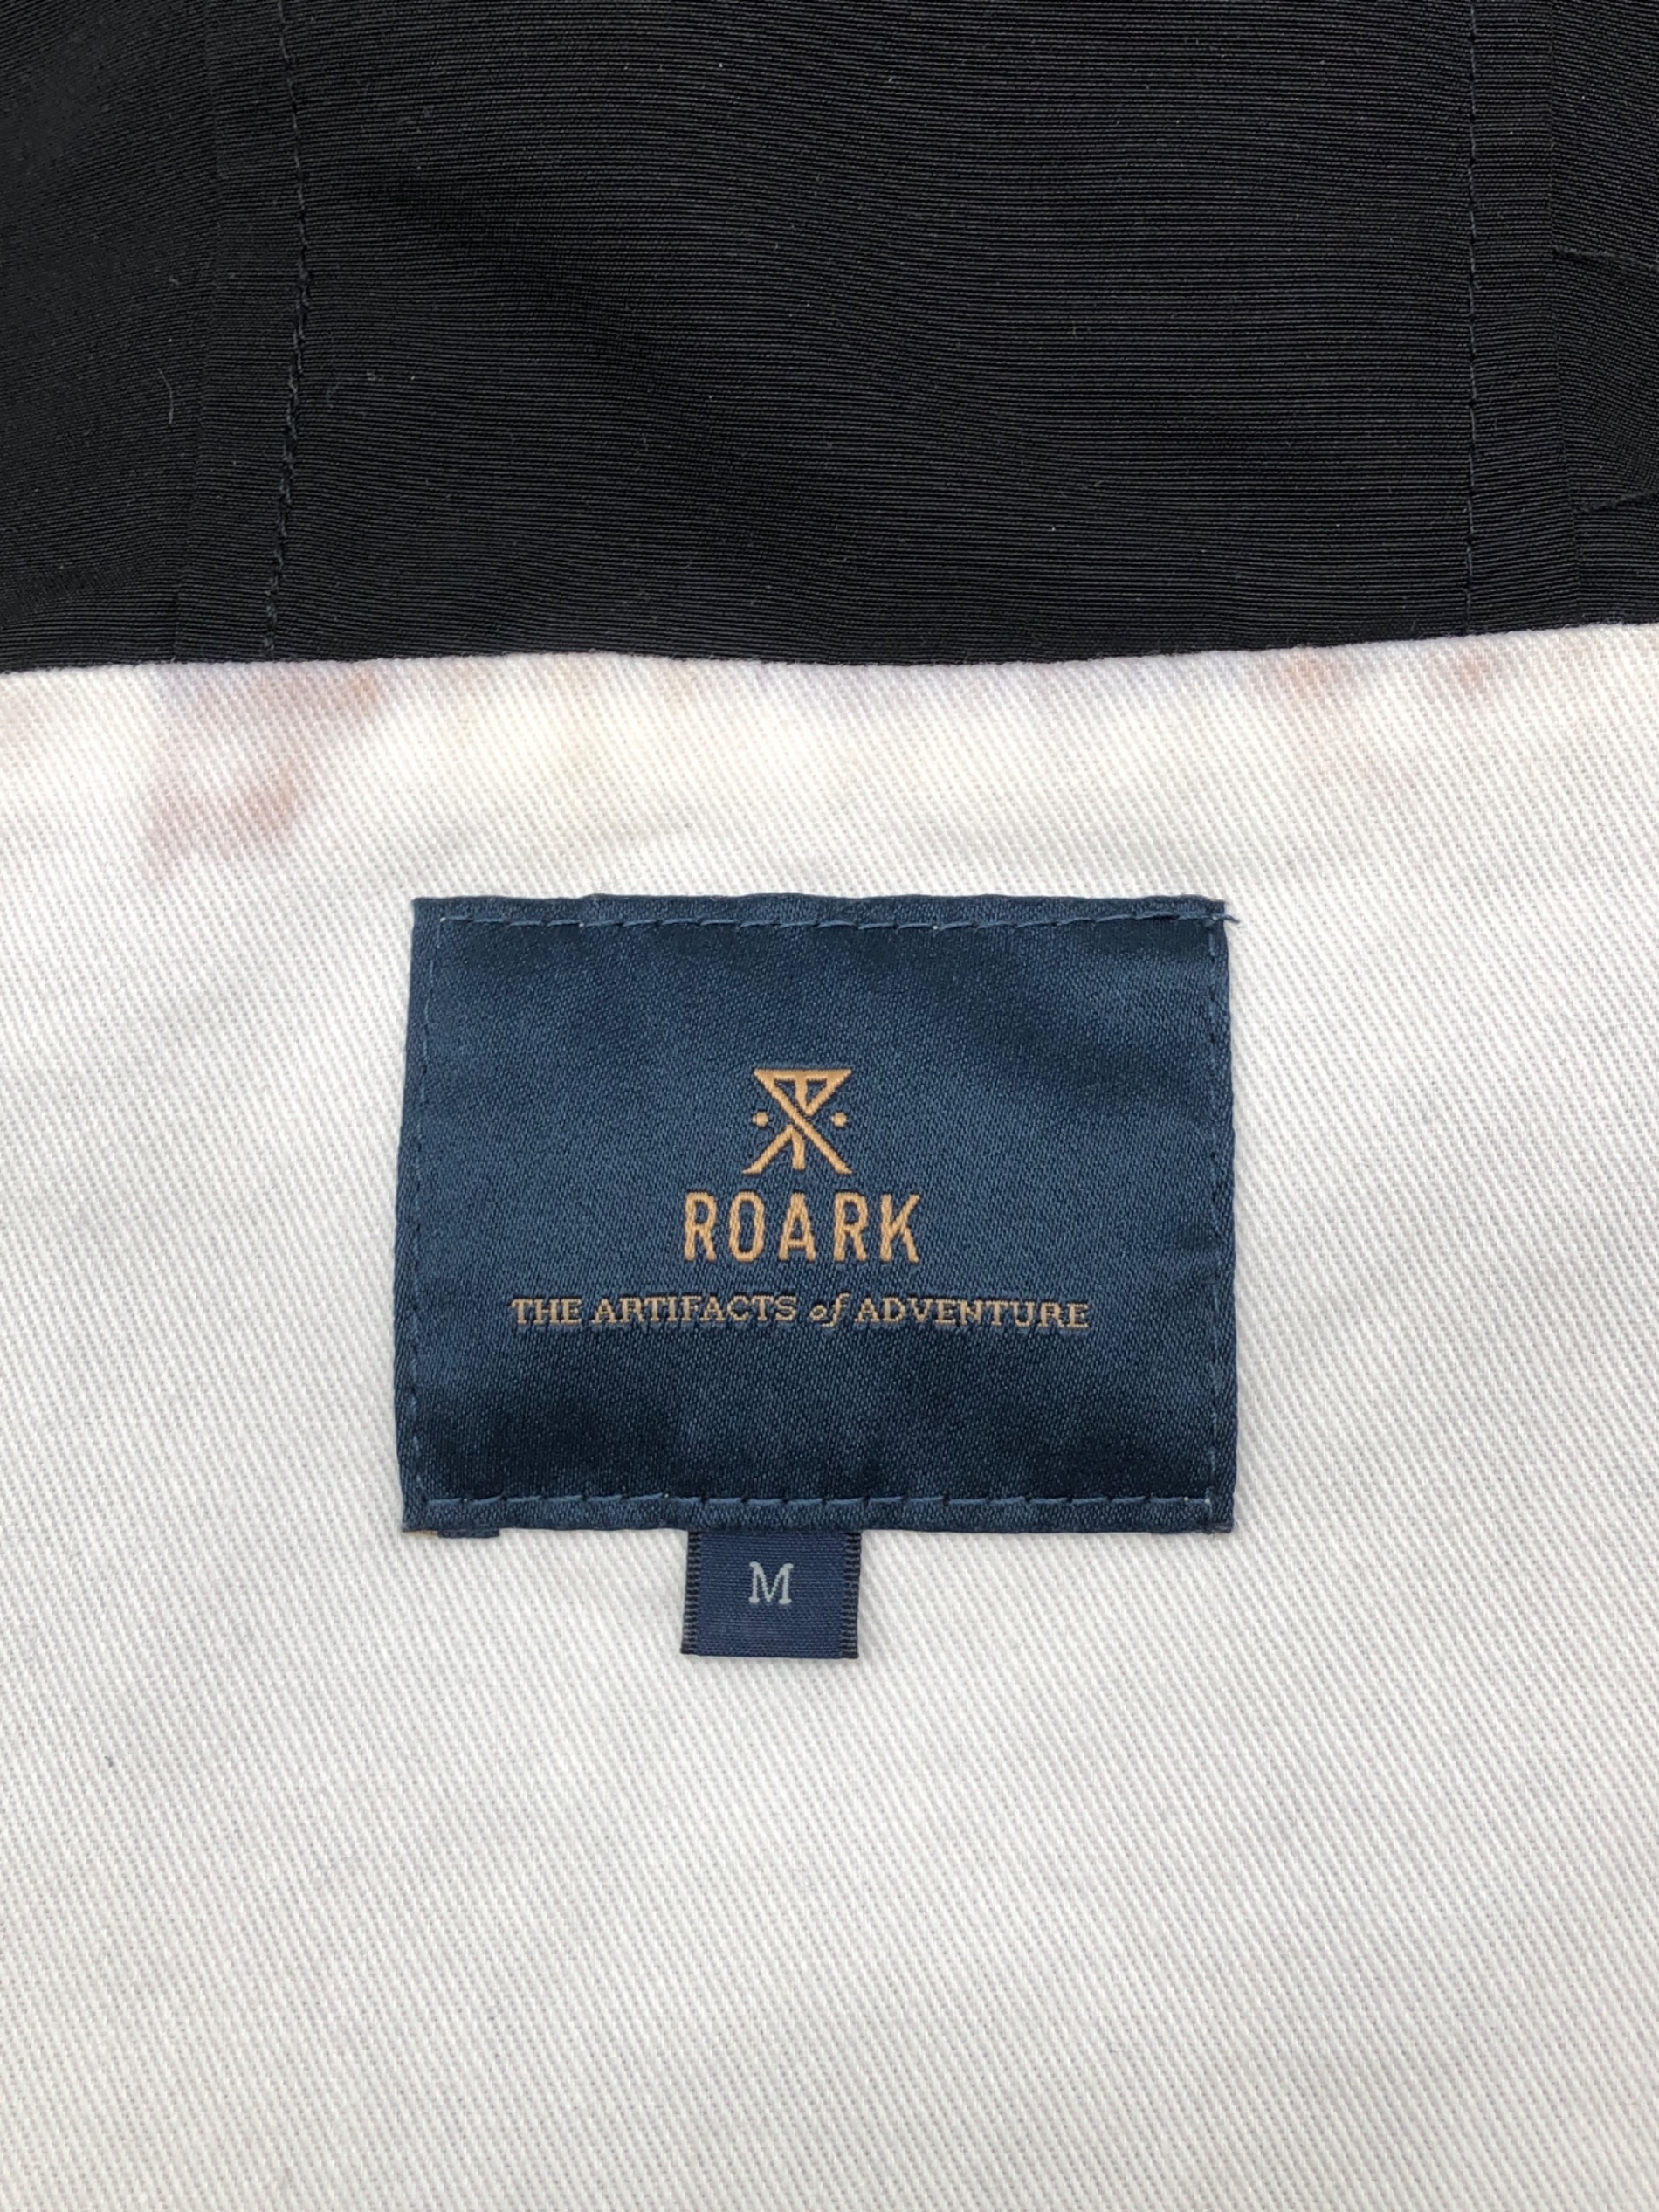 ROARK
THE ARTIFACTS of ADVENTURE
M